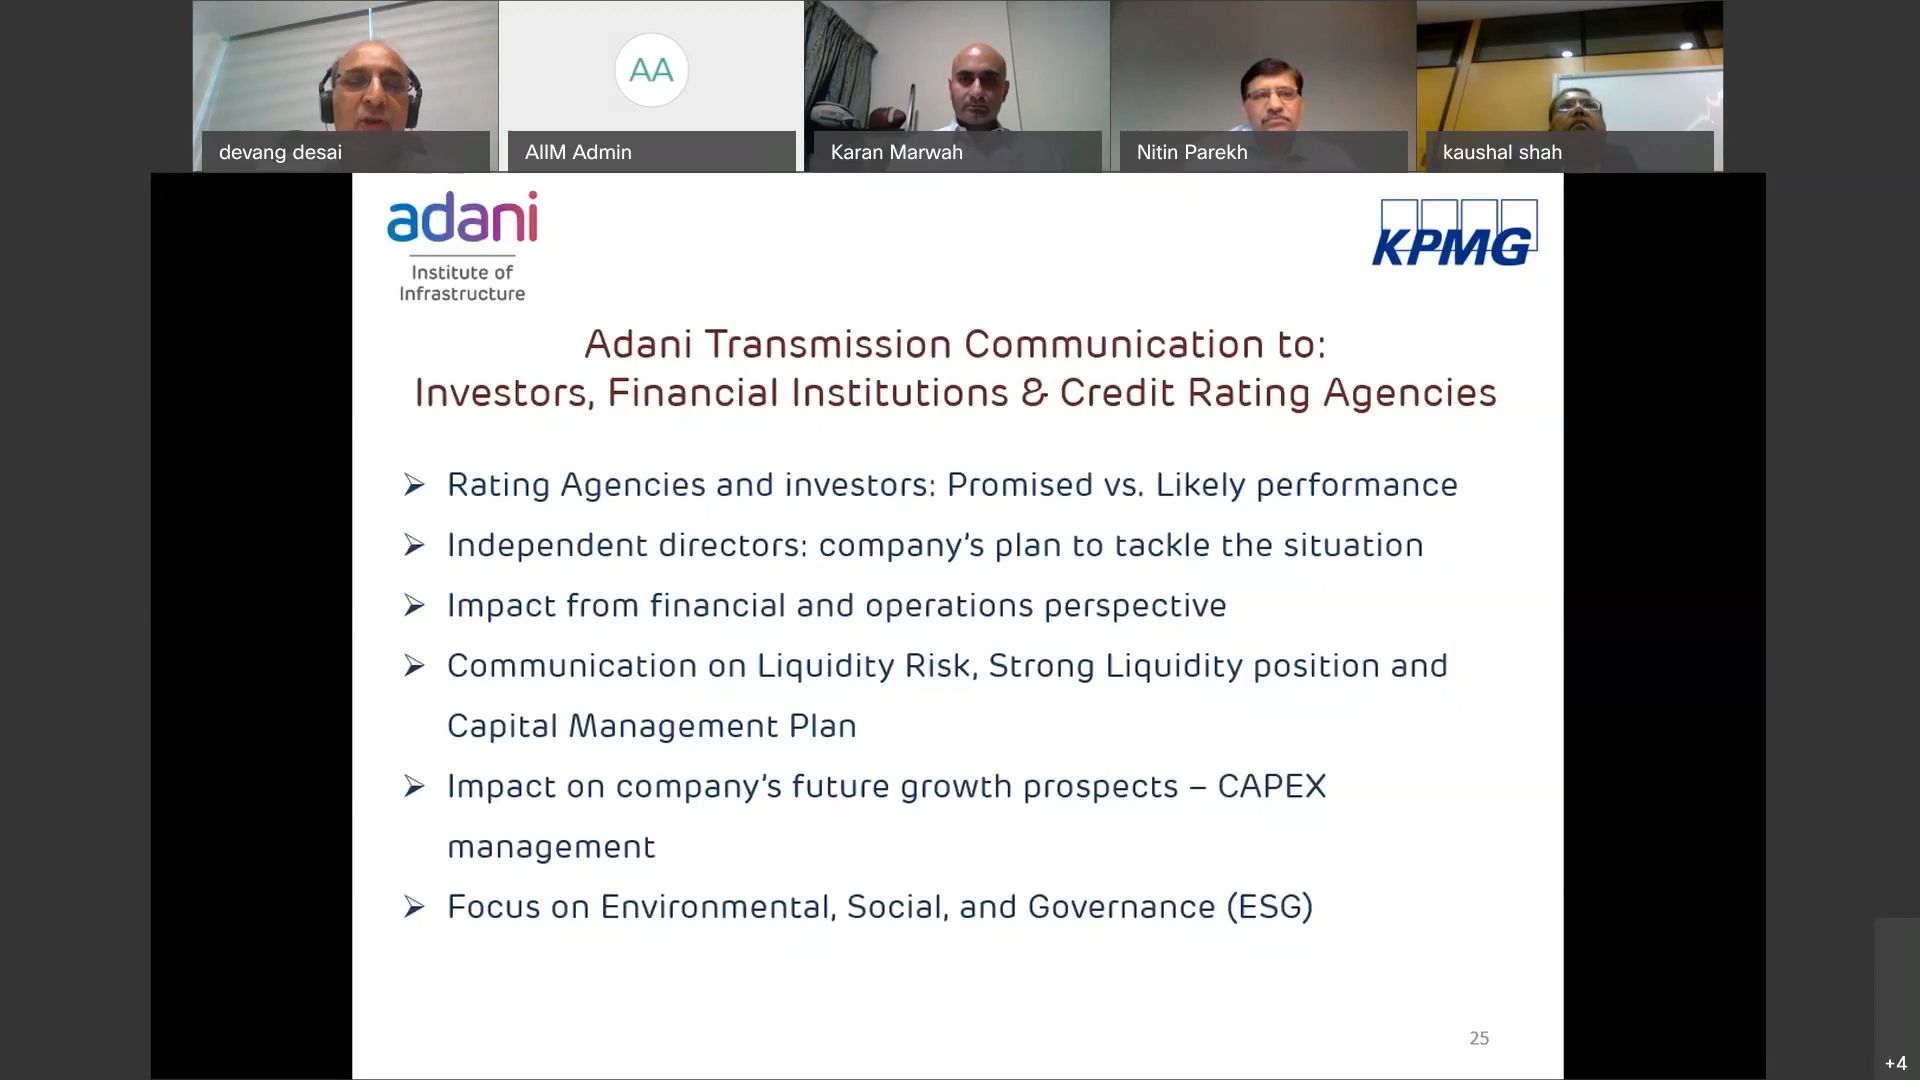 devang desai
AA
AIIM Admin
Karan Marwah
Nitin Parekh
kaushal shah
adani
Institute of
Infrastructure
KPMG
Adani Transmission Communication to:
Investors, Financial Institutions & Credit Rating Agencies
➢ Rating Agencies and investors: Promised vs. Likely performance
➢ Independent directors: company's plan to tackle the situation
➢ Impact from financial and operations perspective
➢ Communication on Liquidity Risk, Strong Liquidity position and
Capital Management Plan
➢ Impact on company's future growth prospects – CAPEX
management
➢ Focus on Environmental, Social, and Governance (ESG)
25
+4